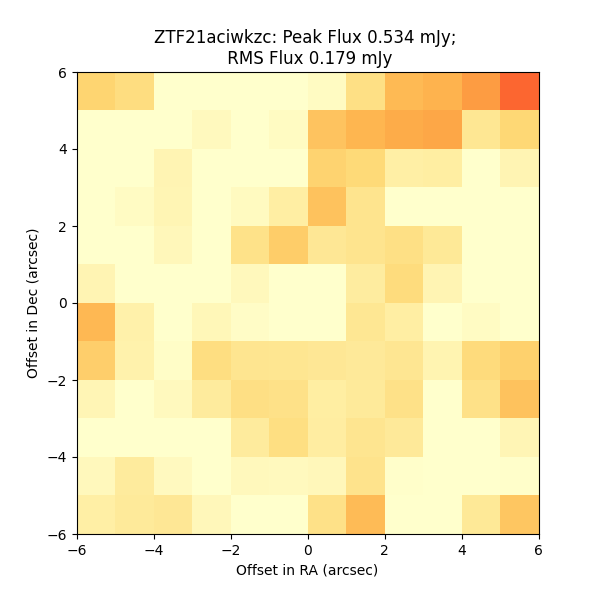 ZTF21aciwkzc: Peak Flux 0.534 mJy;
RMS Flux 0.179 mJy
6
4
2
0
−2
−4
−6
Offset in Dec (arcsec)
−6 −4 −2 0 2 4 6
Offset in RA (arcsec)